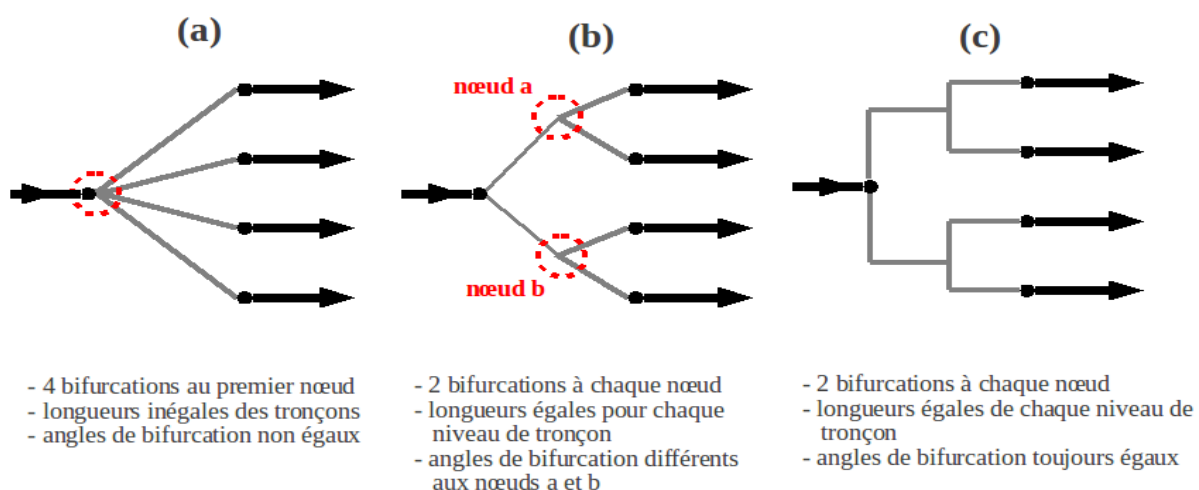 (a)
nœud a
- 4 bifurcations au premier nœud
- longueurs inégales des tronçons
- angles de bifurcation non égaux
(b)
nœud b
- 2 bifurcations à chaque nœud
- longueurs égales pour chaque
niveau de tronçon
- angles de bifurcation différents
aux nœuds a et b
(c)
- 2 bifurcations à chaque nœud
- longueurs égales de chaque niveau de
tronçon
- angles de bifurcation toujours égaux